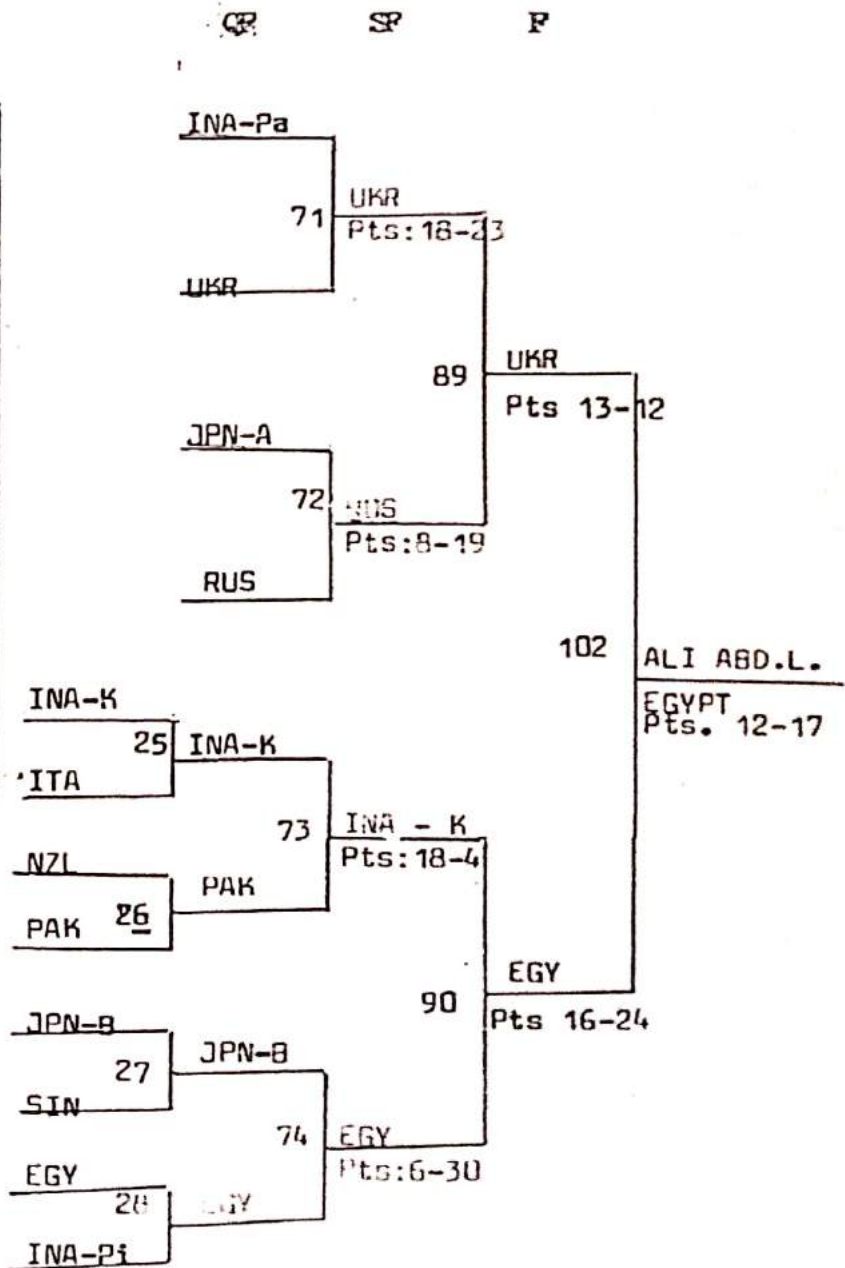 QF SF F
INA-Pa
71
UKR
Pts:18-23
UKR
89
UKR
Pts 13-12
JPN-A
72
RUS
Pts:8-19
RUS
102
ALI ABD.L.
EGYPT
Pts. 12-17
INA-K
25
INA-K
ITA
73
INA - K
Pts:18-4
NZL
26
PAK
PAK
90
EGY
Pts 16-24
JPN-B
27
JPN-B
SIN
74
EGY
Pts:6-30
EGY
28
EGY
INA-Pi